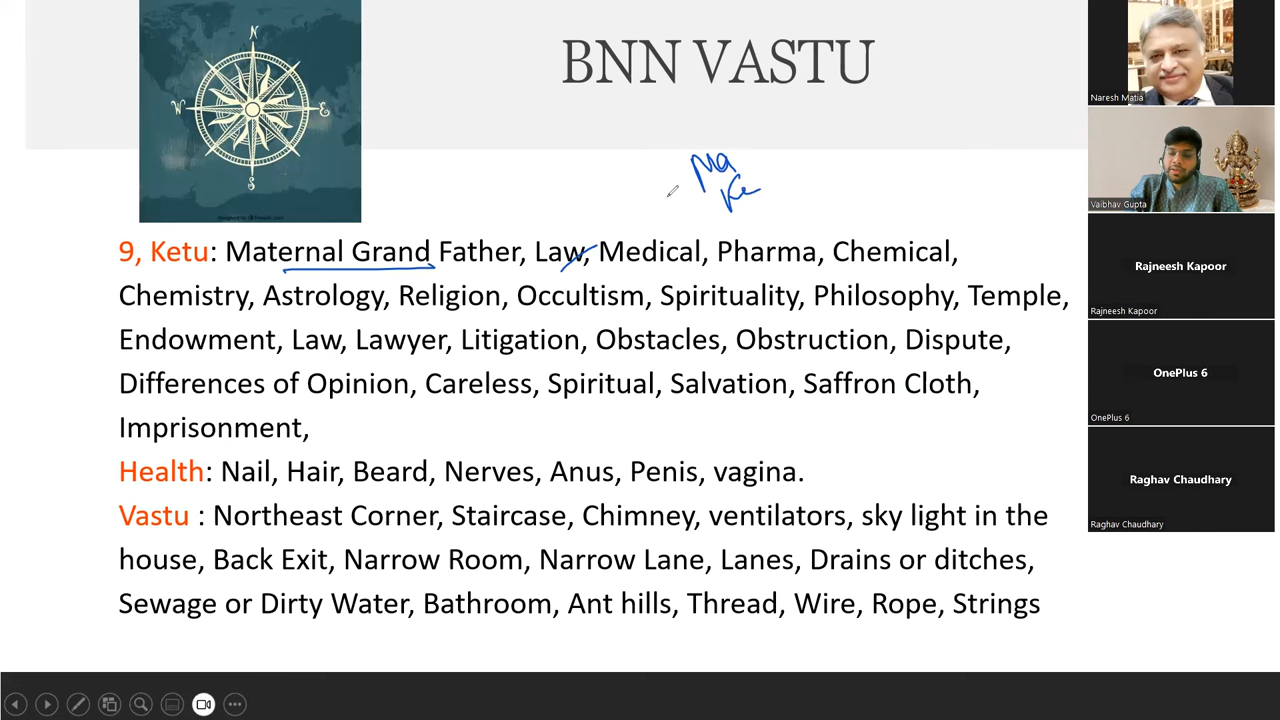 BNN VASTU
N
W
E
S
Ma
Ke
9, Ketu: Maternal Grand Father, Law, Medical, Pharma, Chemical,
Chemistry, Astrology, Religion, Occultism, Spirituality, Philosophy, Temple,
Endowment, Law, Lawyer, Litigation, Obstacles, Obstruction, Dispute,
Differences of Opinion, Careless, Spiritual, Salvation, Saffron Cloth,
Imprisonment,
Health: Nail, Hair, Beard, Nerves, Anus, Penis, vagina.
Vastu : Northeast Corner, Staircase, Chimney, ventilators, sky light in the
house, Back Exit, Narrow Room, Narrow Lane, Lanes, Drains or ditches,
Sewage or Dirty Water, Bathroom, Ant hills, Thread, Wire, Rope, Strings
Naresh Matia
Vaibhav Gupta
Rajneesh Kapoor
Rajneesh Kapoor
OnePlus 6
OnePlus 6
Raghav Chaudhary
Raghav Chaudhary